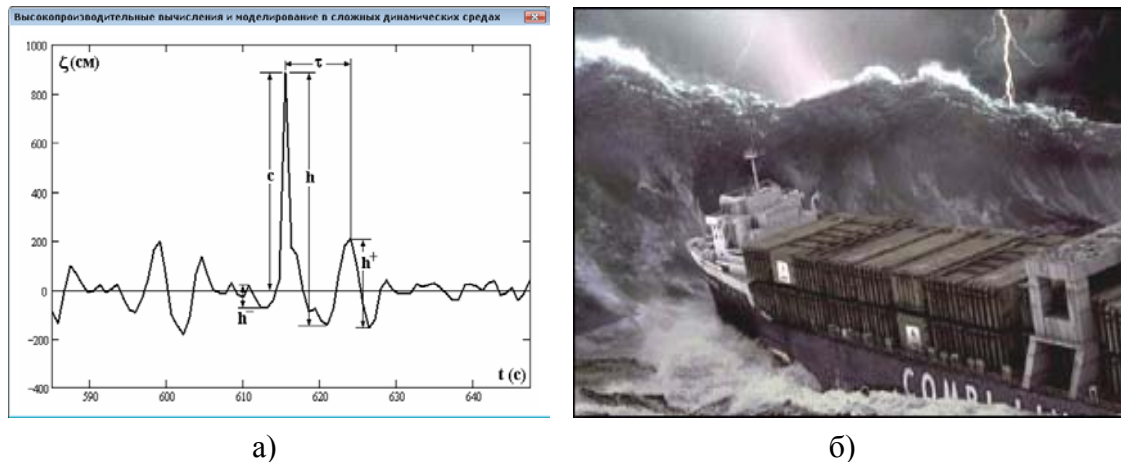 Высокопроизводительные вычисления и моделирование в сложных динамических средах
1000
ζ(см)
τ
800
600
c
h
400
200
h⁺
0
h⁻
-200
-400
t (с)
590
600
610
620
630
640
а)
б)